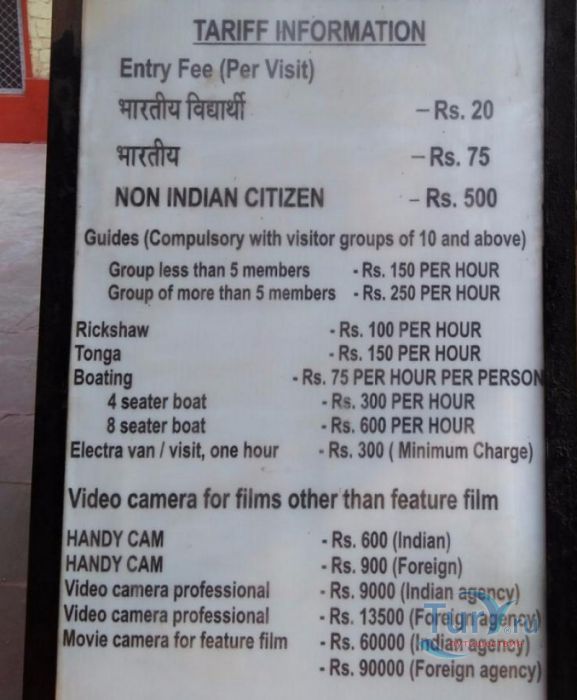 TARIFF INFORMATION
Entry Fee (Per Visit)
भारतीय विद्यार्थी – Rs. 20
भारतीय – Rs. 75
NON INDIAN CITIZEN – Rs. 500
Guides (Compulsory with visitor groups of 10 and above)
Group less than 5 members - Rs. 150 PER HOUR
Group of more than 5 members - Rs. 250 PER HOUR
Rickshaw - Rs. 100 PER HOUR
Tonga - Rs. 150 PER HOUR
Boating - Rs. 75 PER HOUR PER PERSON
4 seater boat - Rs. 300 PER HOUR
8 seater boat - Rs. 600 PER HOUR
Electra van / visit, one hour - Rs. 300 ( Minimum Charge)
Video camera for films other than feature film
HANDY CAM - Rs. 600 (Indian)
HANDY CAM - Rs. 900 (Foreign)
Video camera professional - Rs. 9000 (Indian agency)
Video camera professional - Rs. 13500 (Foreign agency)
Movie camera for feature film - Rs. 60000 (Indian agency)
- Rs. 90000 (Foreign agency)